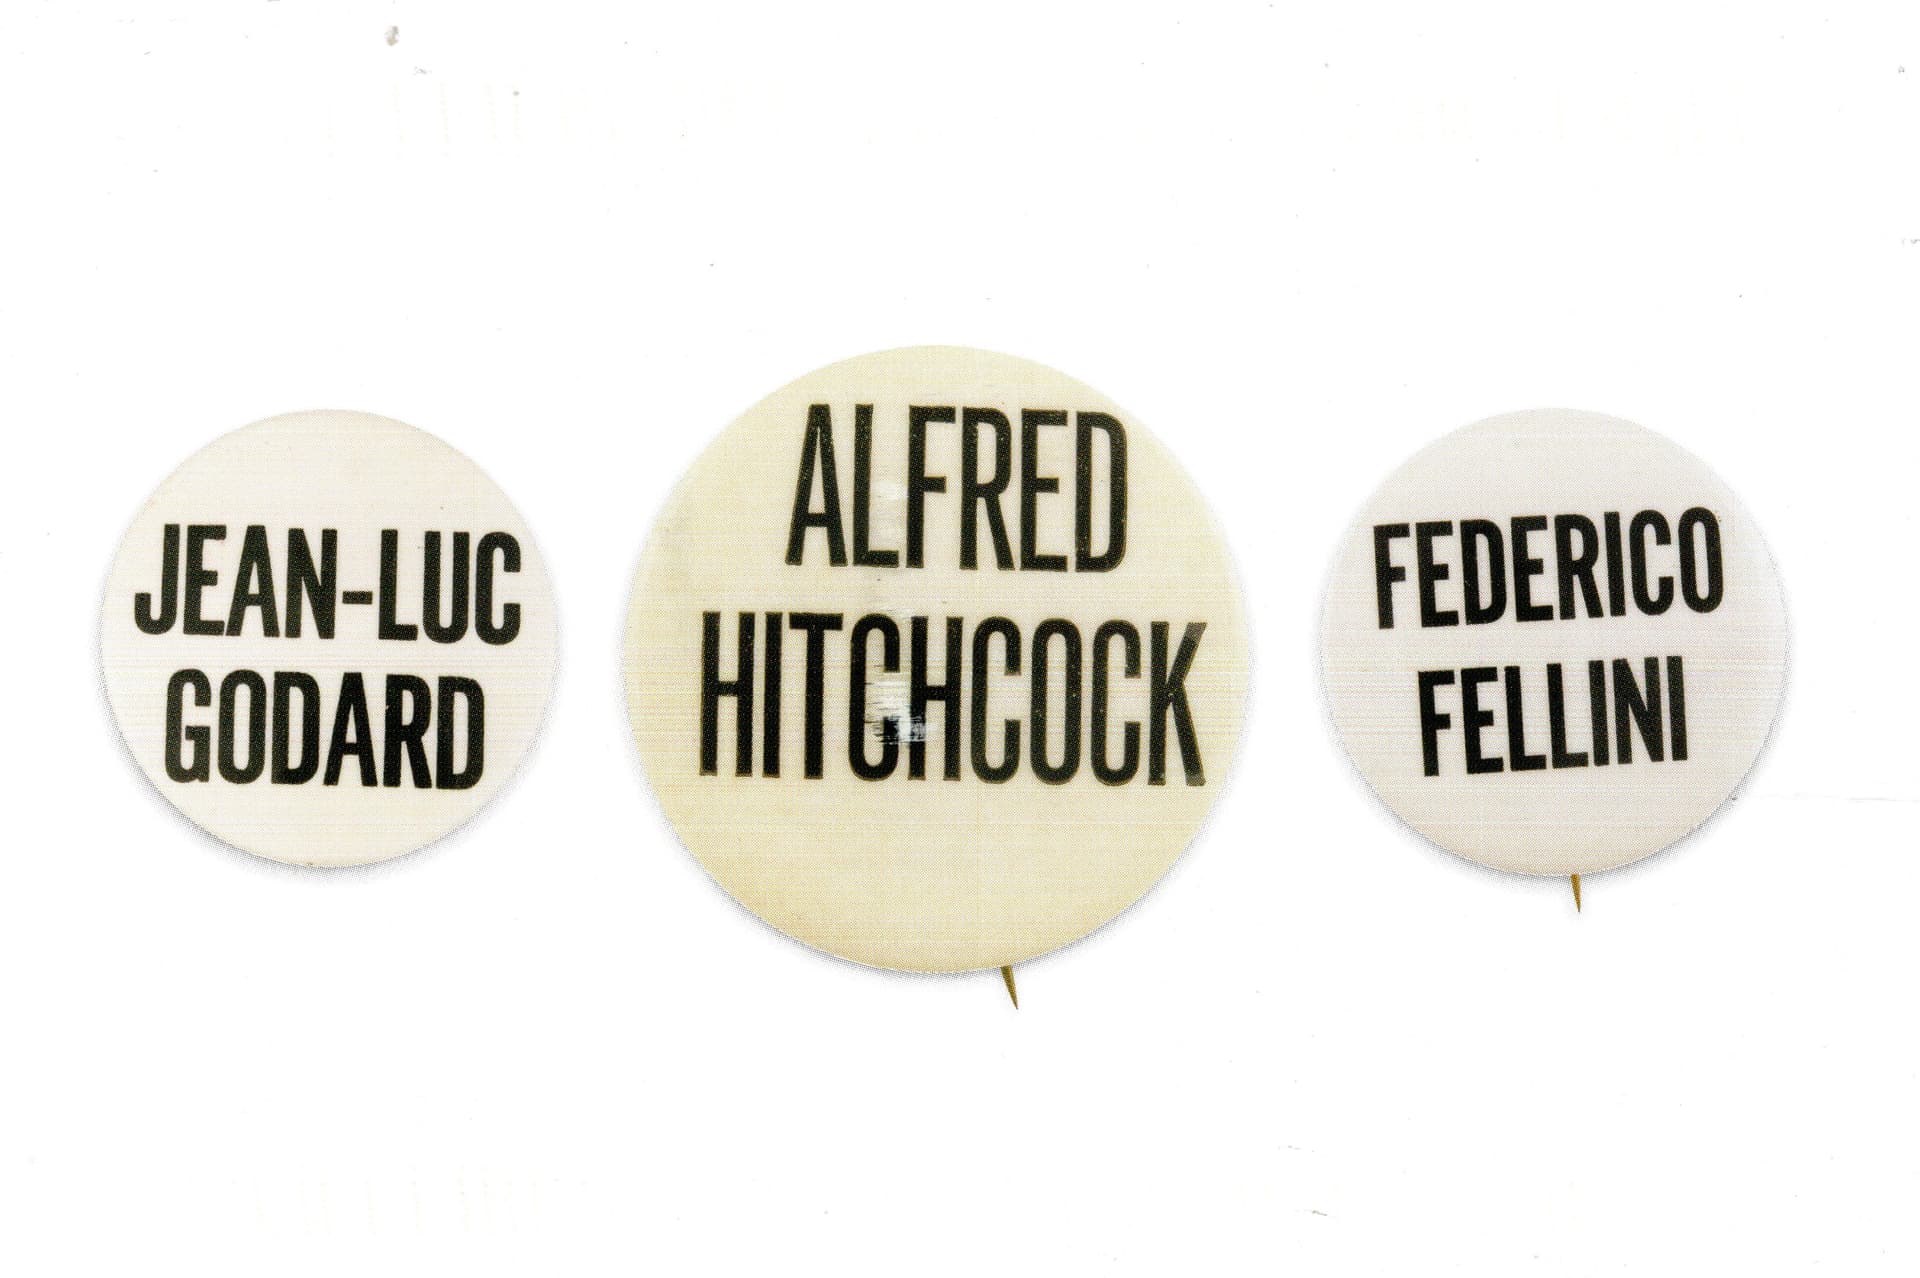 JEAN-LUC
GODARD
ALFRED
HITCHCOCK
FEDERICO
FELLINI